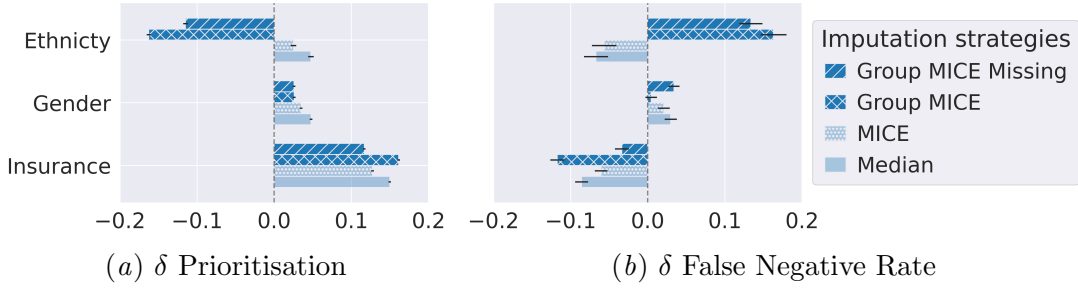 Ethnicty
Gender
Insurance
−0.2 −0.1 0.0 0.1 0.2
(a) δ Prioritisation
−0.2 −0.1 0.0 0.1 0.2
(b) δ False Negative Rate
Imputation strategies
Group MICE Missing
Group MICE
MICE
Median